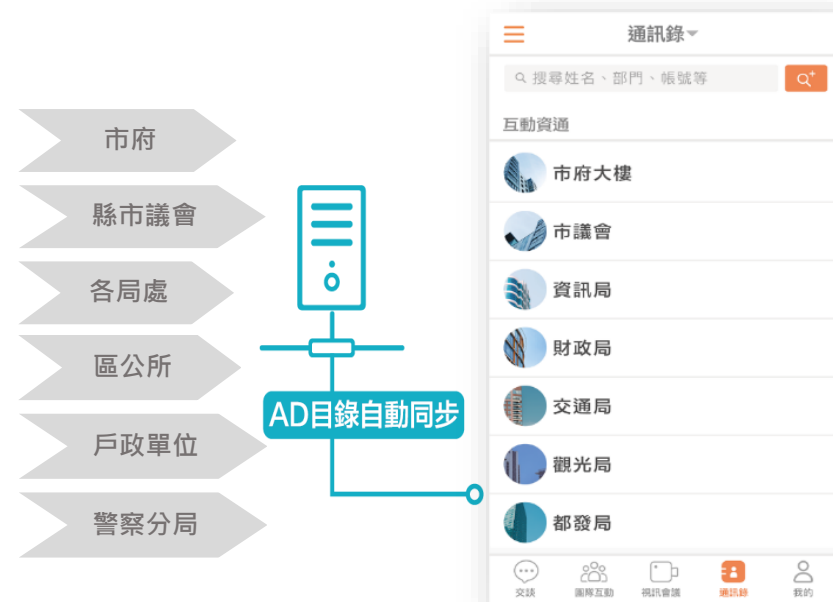 市府
縣市議會
各局處
區公所
戶政單位
警察分局
AD目錄自動同步
通訊錄
搜尋姓名、部門、帳號等
互動資通
市府大樓
市議會
資訊局
財政局
交通局
觀光局
都發局
交談 團隊互動 視訊會議 通訊錄 我的